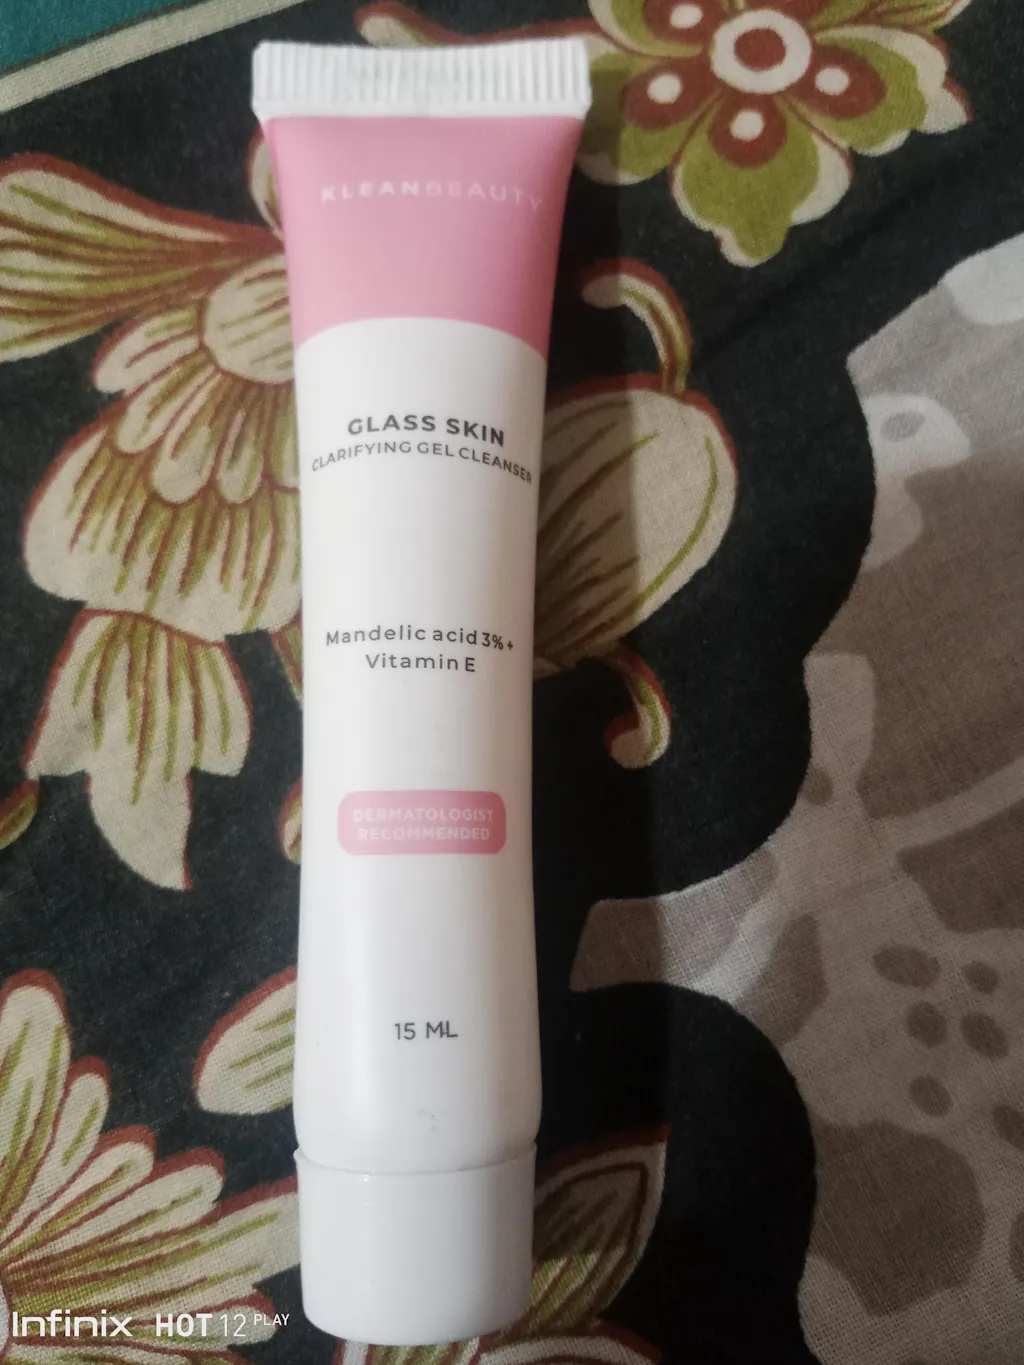 KLEANBEAUTY
GLASS SKIN
CLARIFYING GEL CLEANSER
Mandelic acid 3% +
Vitamin E
DERMATOLOGIST
RECOMMENDED
15 ML
Infinix HOT 12 PLAY